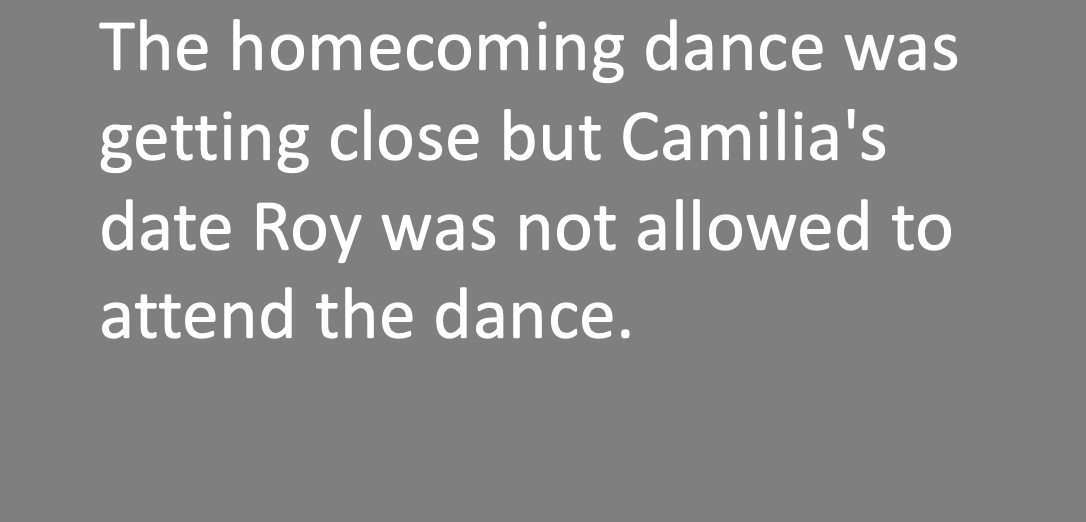 The homecoming dance was
getting close but Camilia's
date Roy was not allowed to
attend the dance.